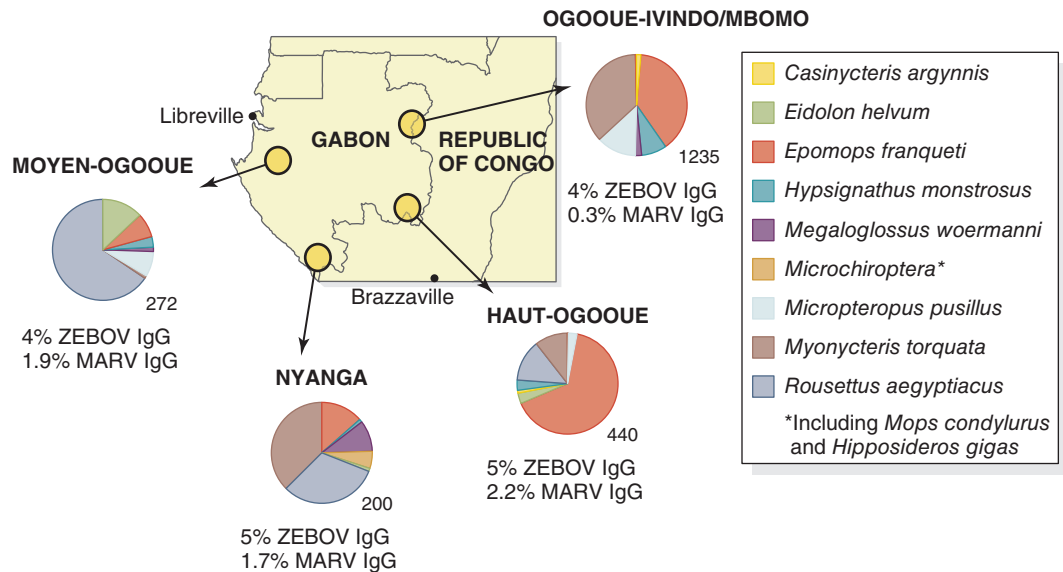 OGOOUE-IVINDO/MBOMO
Libreville
GABON
REPUBLIC
OF CONGO
1235
4% ZEBOV IgG
0.3% MARV IgG
MOYEN-OGOOUE
272
4% ZEBOV IgG
1.9% MARV IgG
Brazzaville
NYANGA
200
5% ZEBOV IgG
1.7% MARV IgG
HAUT-OGOOUE
440
5% ZEBOV IgG
2.2% MARV IgG
Casinycteris argynnis
Eidolon helvum
Epomops franqueti
Hypsignathus monstrosus
Megaloglossus woermanni
Microchiroptera*
Micropteropus pusillus
Myonycteris torquata
Rousettus aegyptiacus
*Including Mops condylurus
and Hipposideros gigas